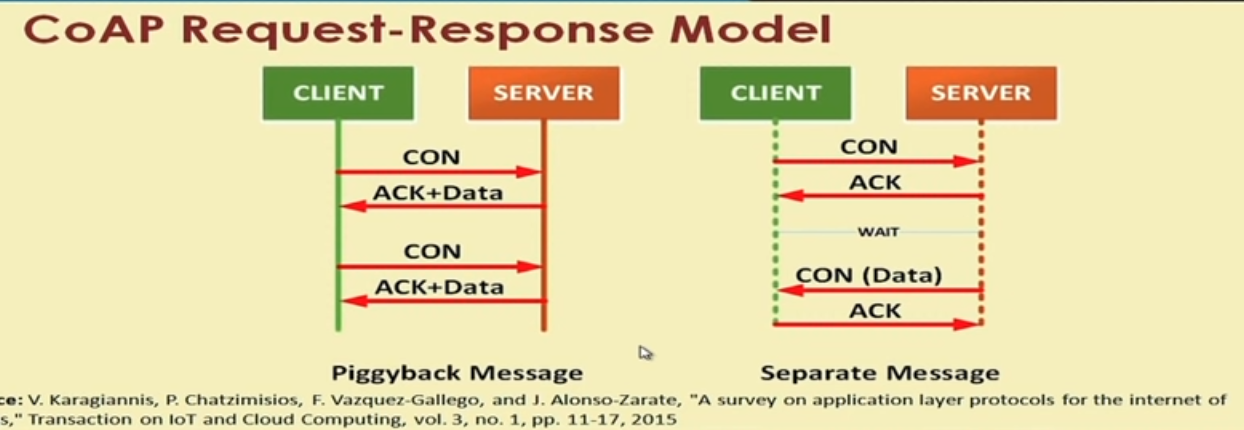 CoAP Request-Response Model
CLIENT
SERVER
CON
ACK+Data
CON
ACK+Data
Piggyback Message
CLIENT
SERVER
CON
ACK
WAIT
CON (Data)
ACK
Separate Message
ce: V. Karagiannis, P. Chatzimisios, F. Vazquez-Gallego, and J. Alonso-Zarate, "A survey on application layer protocols for the internet of
s," Transaction on IoT and Cloud Computing, vol. 3, no. 1, pp. 11-17, 2015